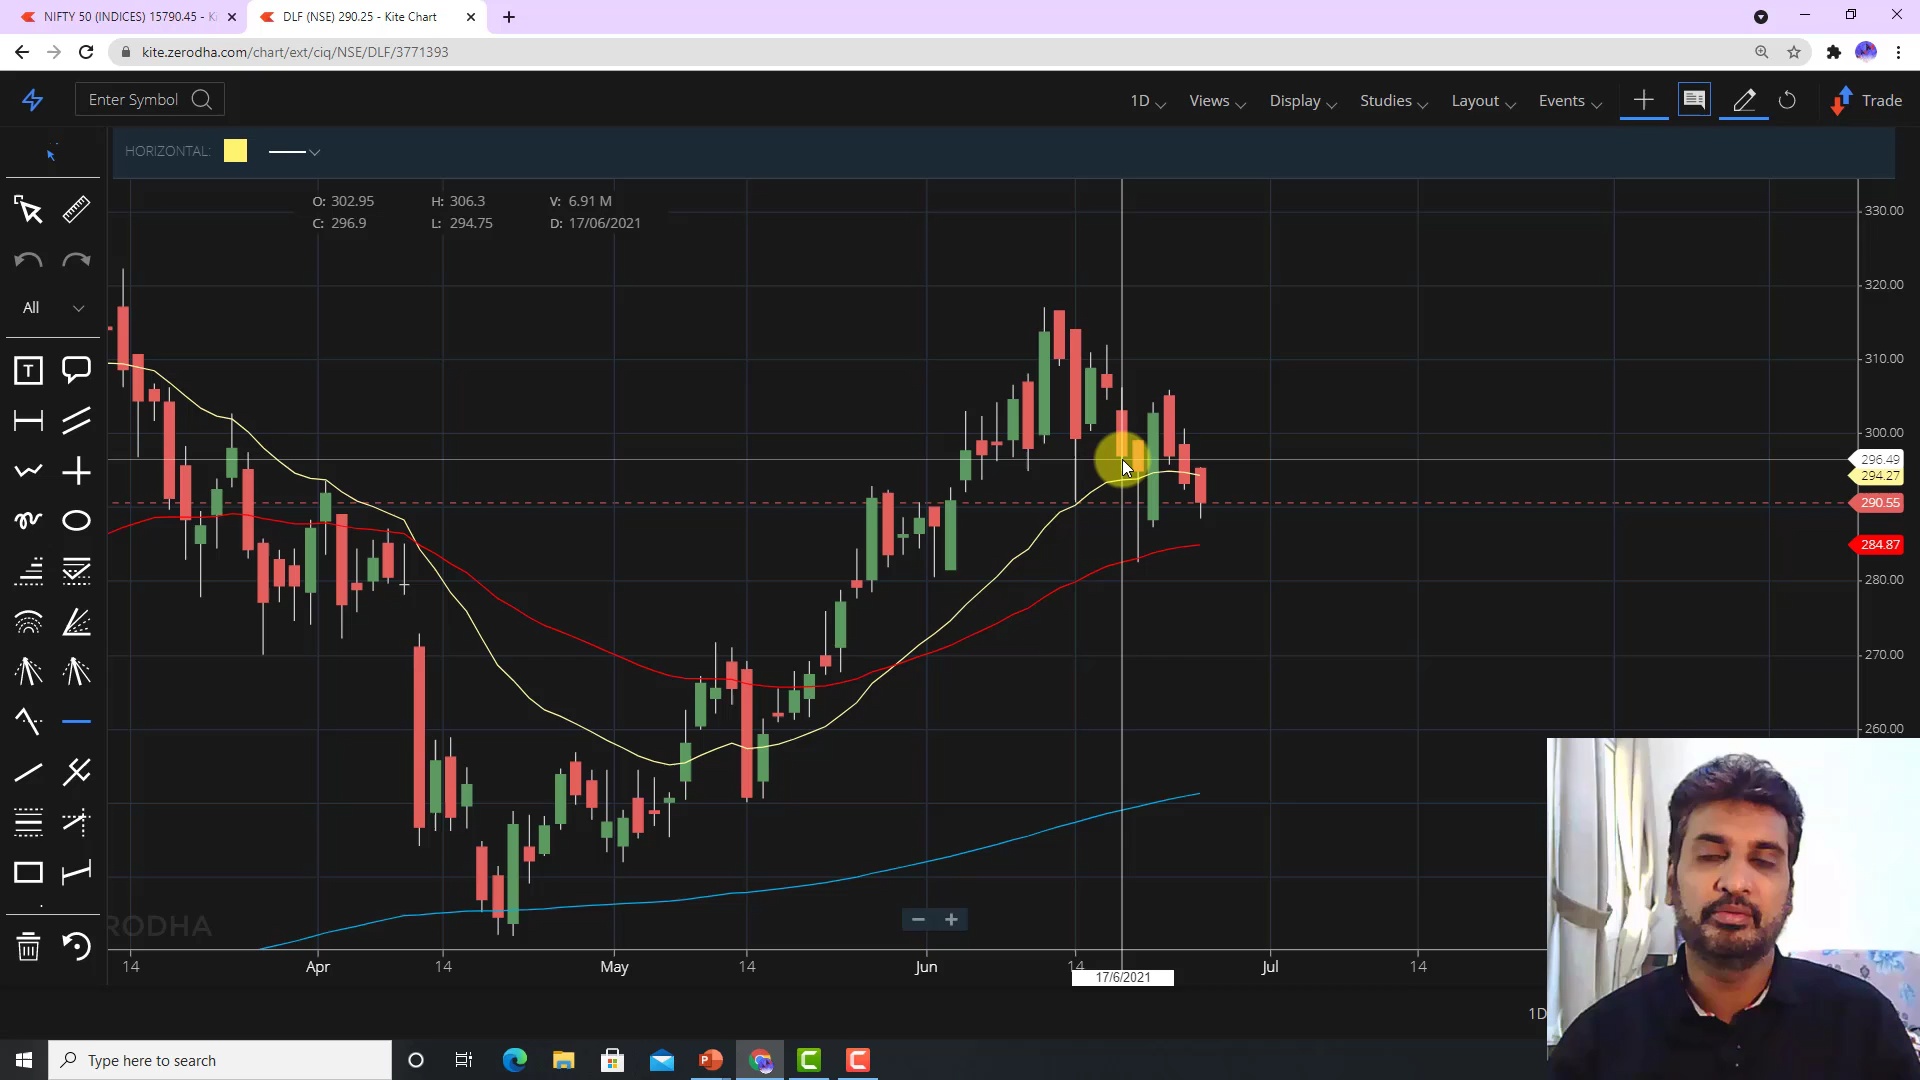 NIFTY 50 (INDICES) 15790.45 - Ki
DLF (NSE) 290.25 - Kite Chart
kite.zerodha.com/chart/ext/ciq/NSE/DLF/3771393
Enter Symbol
1D
Views
Display
Studies
Layout
Events
Trade
HORIZONTAL:
O: 302.95 H: 306.3 V: 6.91 M
C: 296.9 L: 294.75 D: 17/06/2021
All
T
330.00
320.00
310.00
300.00
296.49
294.27
290.55
284.87
280.00
270.00
260.00
RODHA
14 Apr 14 May 14 Jun 14 Jul 14
17/6/2021
1D
Type here to search